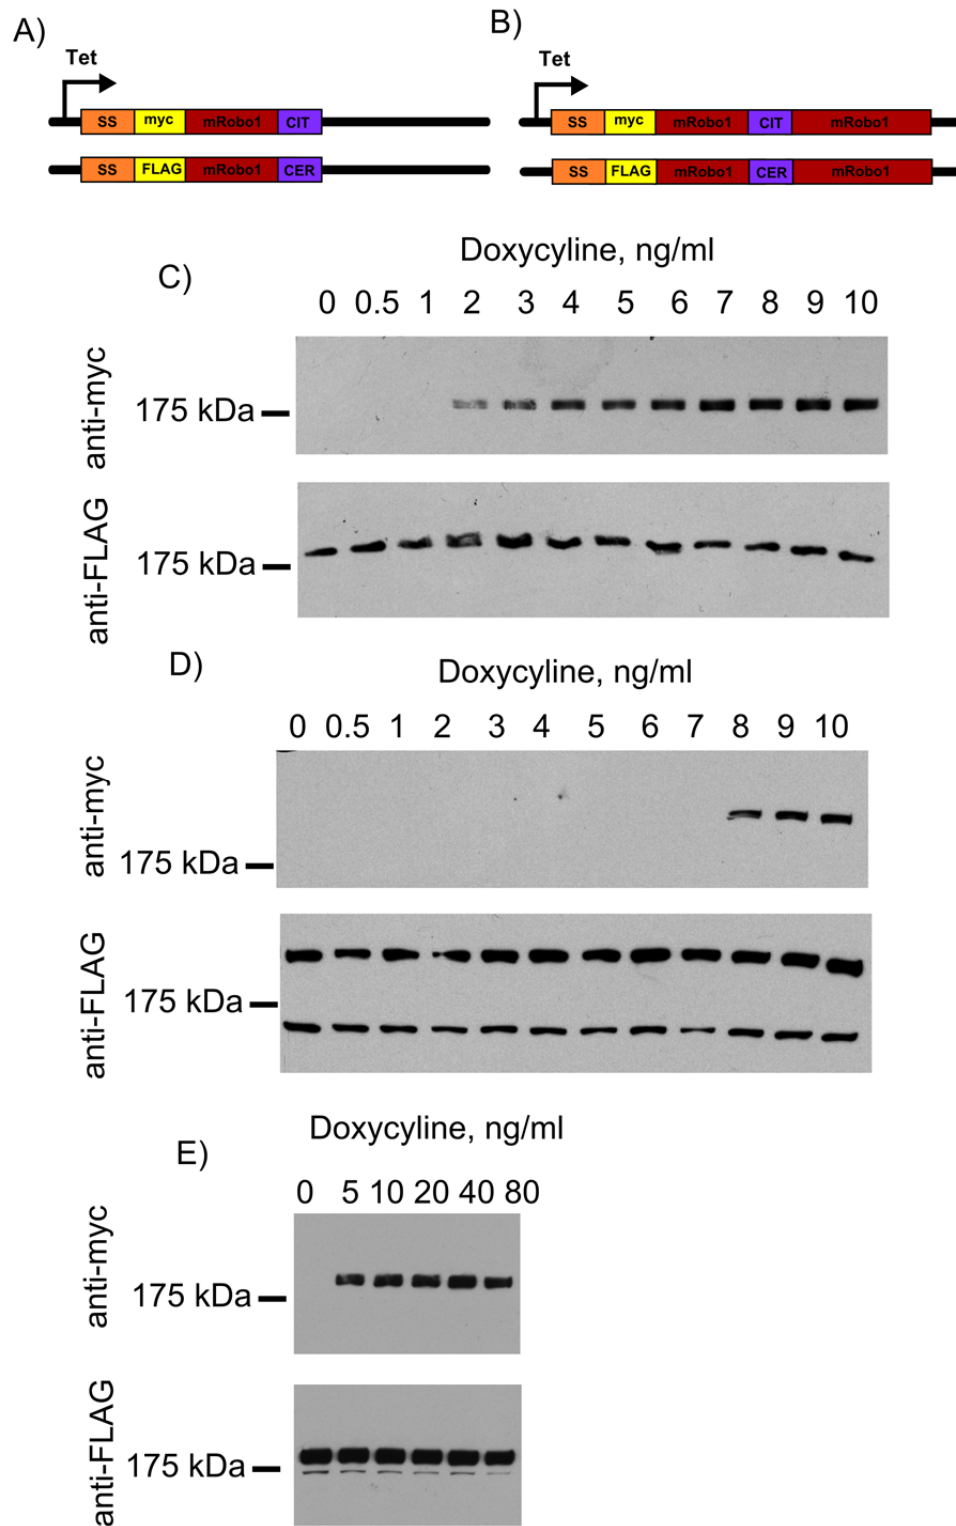 A)
B)
Tet
Tet
SS myc mRobo1 CIT
SS myc mRobo1 CIT mRobo1
SS FLAG mRobo1 CER
SS FLAG mRobo1 CER mRobo1
Doxycyline, ng/ml
C)
0 0.5 1 2 3 4 5 6 7 8 9 10
anti-myc
175 kDa
anti-FLAG
175 kDa
D)
Doxycyline, ng/ml
0 0.5 1 2 3 4 5 6 7 8 9 10
anti-myc
175 kDa
anti-FLAG
175 kDa
Doxycyline, ng/ml
E)
0 5 10 20 40 80
anti-myc
175 kDa
anti-FLAG
175 kDa